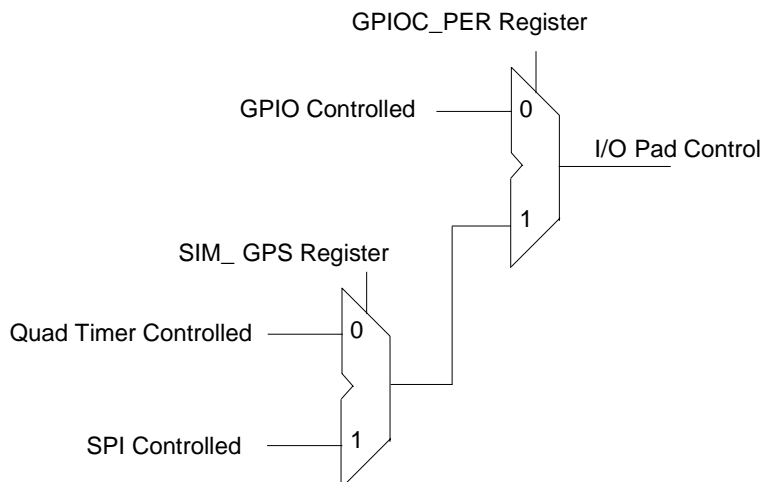 GPIOC_PER Register
GPIO Controlled
0
I/O Pad Control
1
SIM_ GPS Register
Quad Timer Controlled
0
SPI Controlled
1